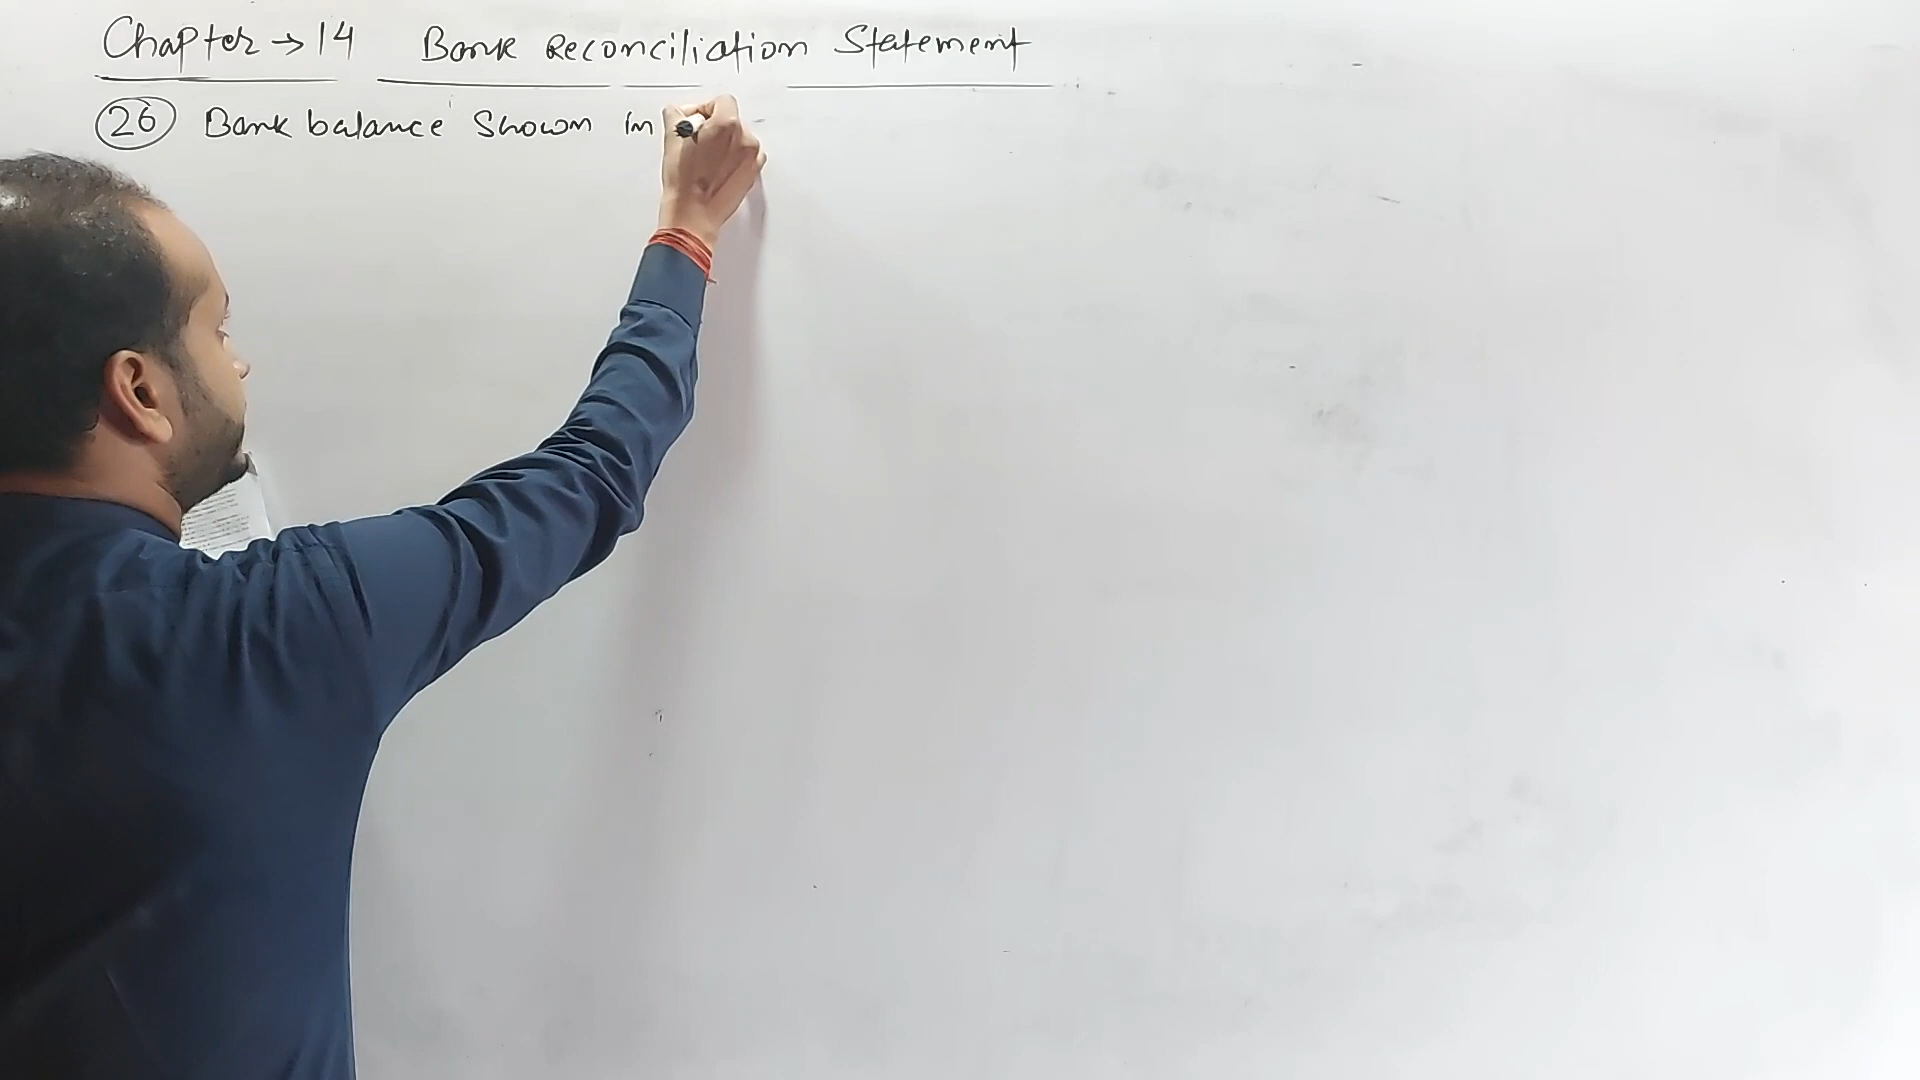 Chapter → 14 Bank Reconciliation Statement
26 Bank balance shown in